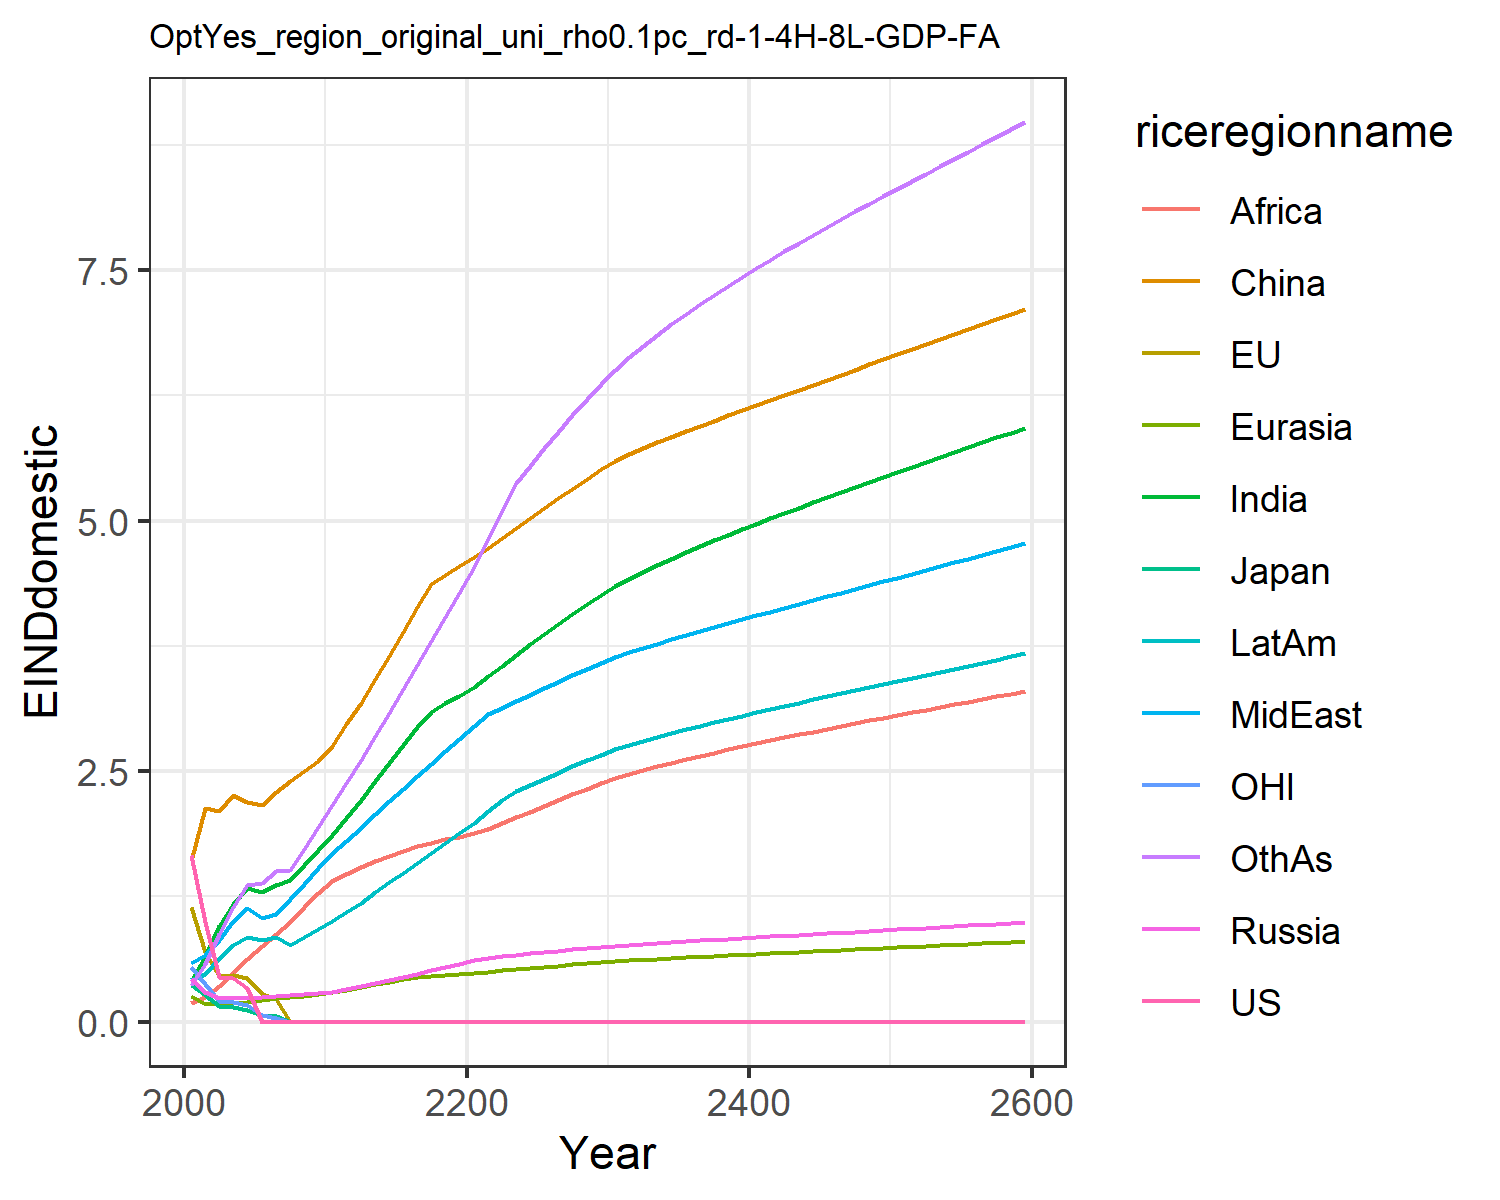 OptYes_region_original_uni_rho0.1pc_rd-1-4H-8L-GDP-FA
EINDdomestic
7.5
5.0
2.5
0.0
2000
2200
2400
2600
Year
riceregionname
Africa
China
EU
Eurasia
India
Japan
LatAm
MidEast
OHI
OthAs
Russia
US